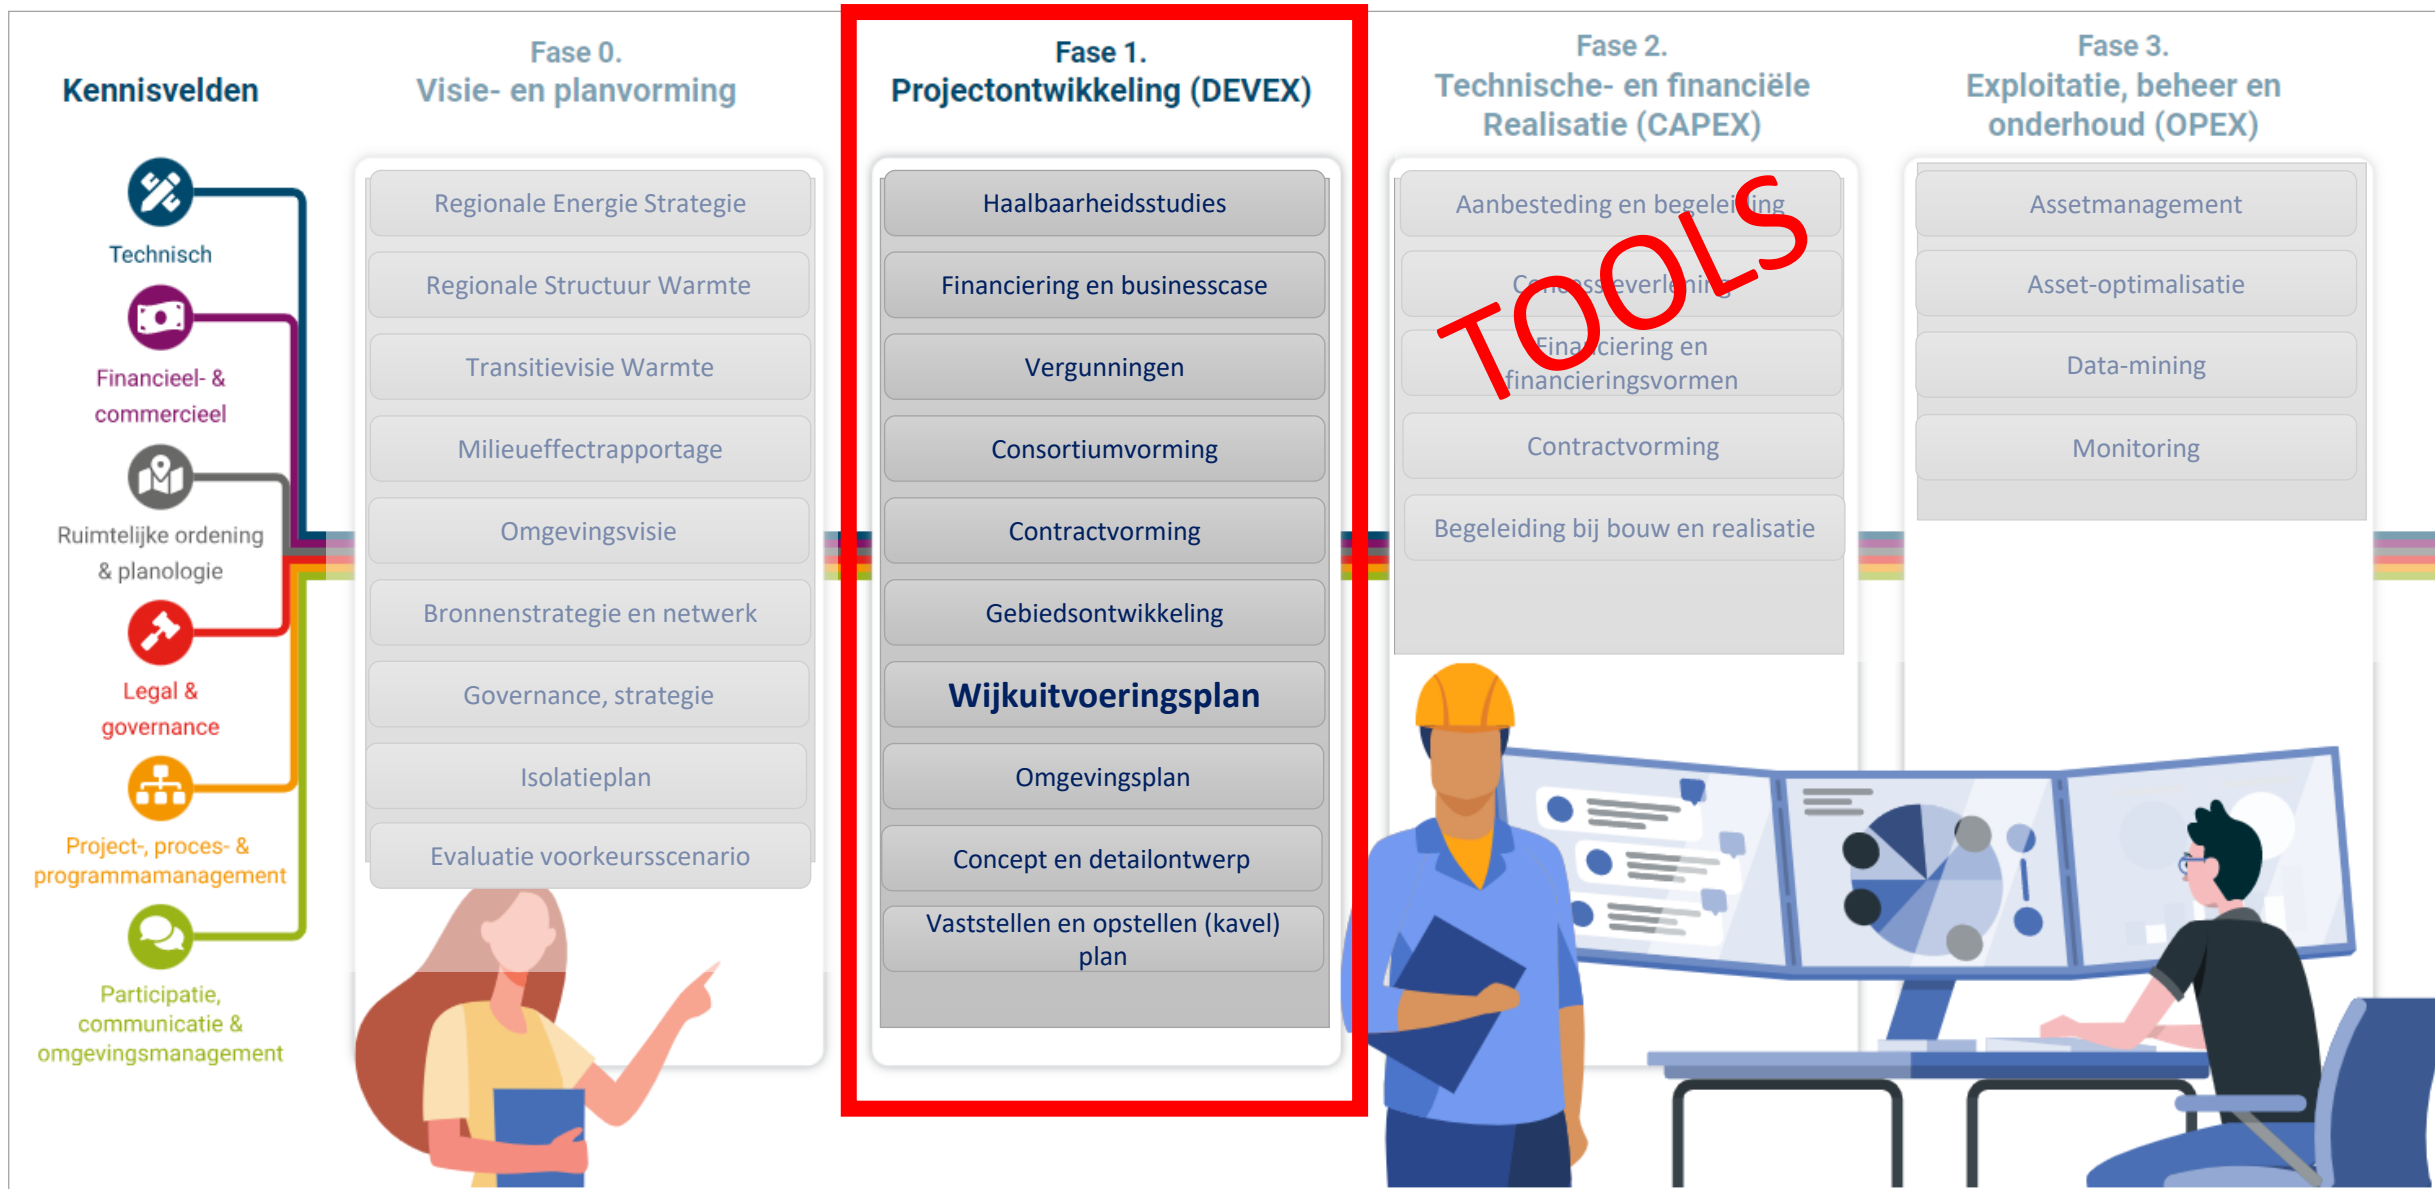 Kennisvelden
Technisch
Financieel- &
commercieel
Ruimtelijke ordening
& planologie
Legal &
governance
Project-, proces- &
programmamanagement
Participatie,
communicatie &
omgevingsmanagement
Fase 0.
Visie- en planvorming
Regionale Energie Strategie
Regionale Structuur Warmte
Transitievisie Warmte
Milieueffectrapportage
Omgevingsvisie
Bronnenstrategie en netwerk
Governance, strategie
Isolatieplan
Evaluatie voorkeursscenario
Fase 1.
Projectontwikkeling (DEVEX)
Haalbaarheidsstudies
Financiering en businesscase
Vergunningen
Consortiumvorming
Contractvorming
Gebiedsontwikkeling
Wijkuitvoeringsplan
Omgevingsplan
Concept en detailontwerp
Vaststellen en opstellen (kavel)
plan
Fase 2.
Technische- en financiële
Realisatie (CAPEX)
Aanbesteding en begeleiding
Concessieverlening
Financiering en
financieringsvormen
Contractvorming
Begeleiding bij bouw en realisatie
TOOLS
Fase 3.
Exploitatie, beheer en
onderhoud (OPEX)
Assetmanagement
Asset-optimalisatie
Data-mining
Monitoring